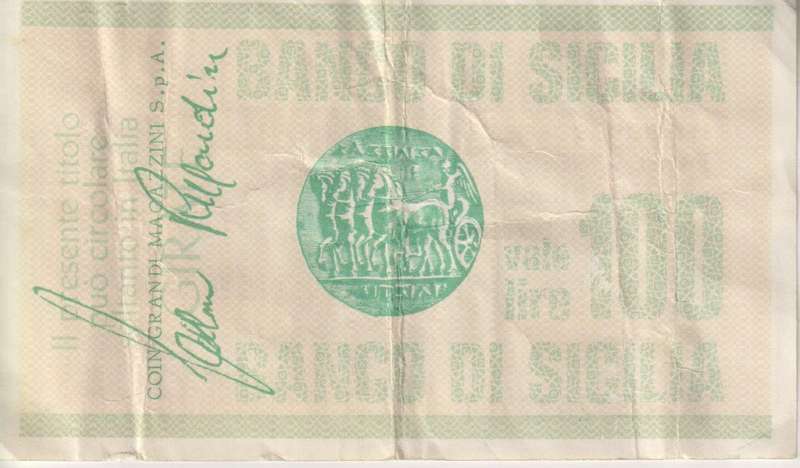 BANCO DI SICILIA
vale
lire 100
BANCO DI SICILIA
Il presente titolo
può circolare
soltanto in Italia
COIN GRANDI MAGAZZINI S.p.A.